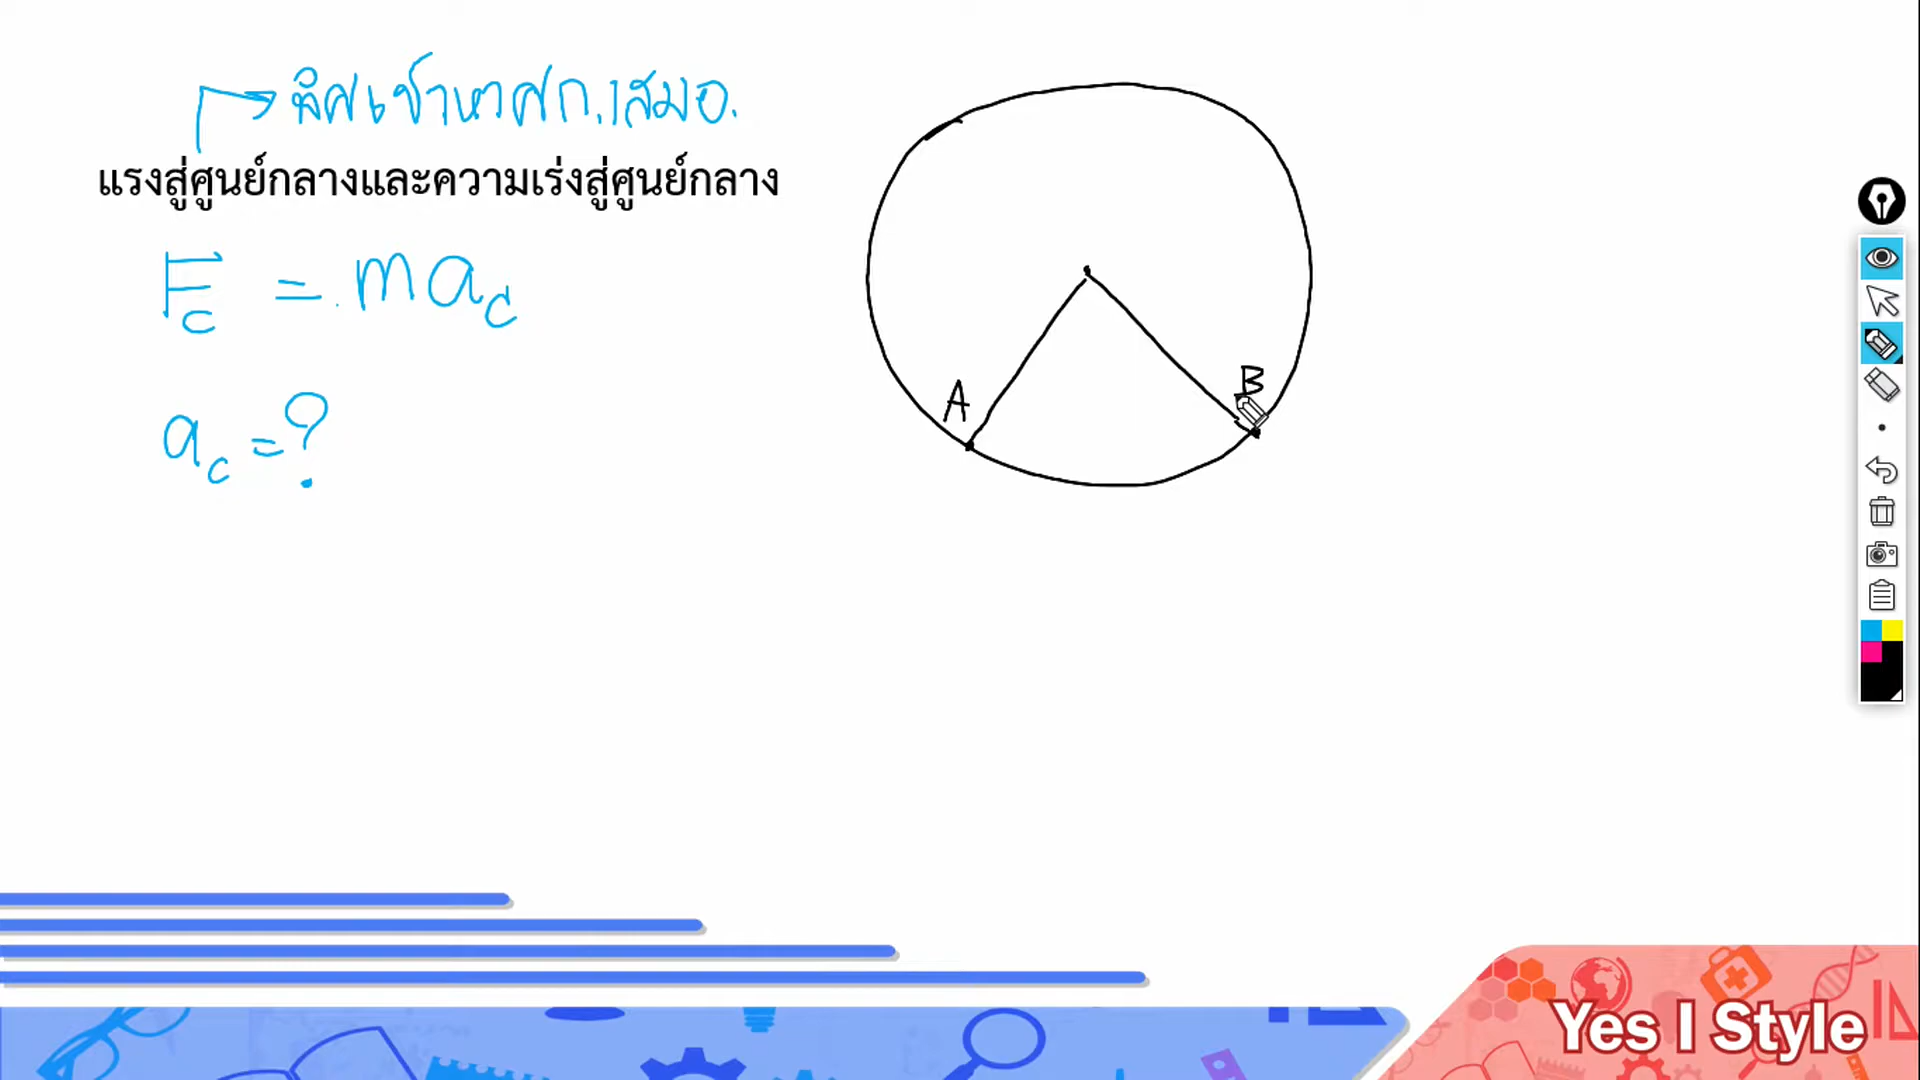 ทิศเข้าหาศก.เสมอ.
แรงสู่ศูนย์กลางและความเร่งสู่ศูนย์กลาง
Fc = mac
ac = ?
A
B
Yes I Style